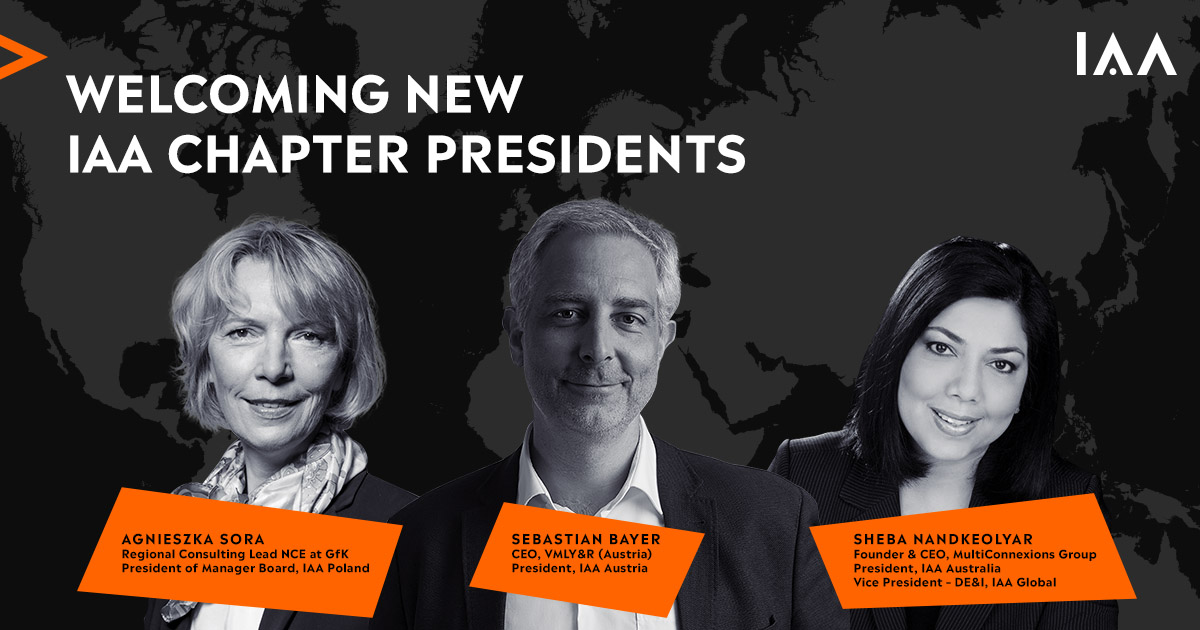 IAA
WELCOMING NEW
IAA CHAPTER PRESIDENTS
AGNIESZKA SORA
Regional Consulting Lead NCE at GfK
President of Manager Board, IAA Poland
SEBASTIAN BAYER
CEO, VMLY&R (Austria)
President, IAA Austria
SHEBA NANDKEOLYAR
Founder & CEO, MultiConnexions Group
President, IAA Australia
Vice President - DE&I, IAA Global